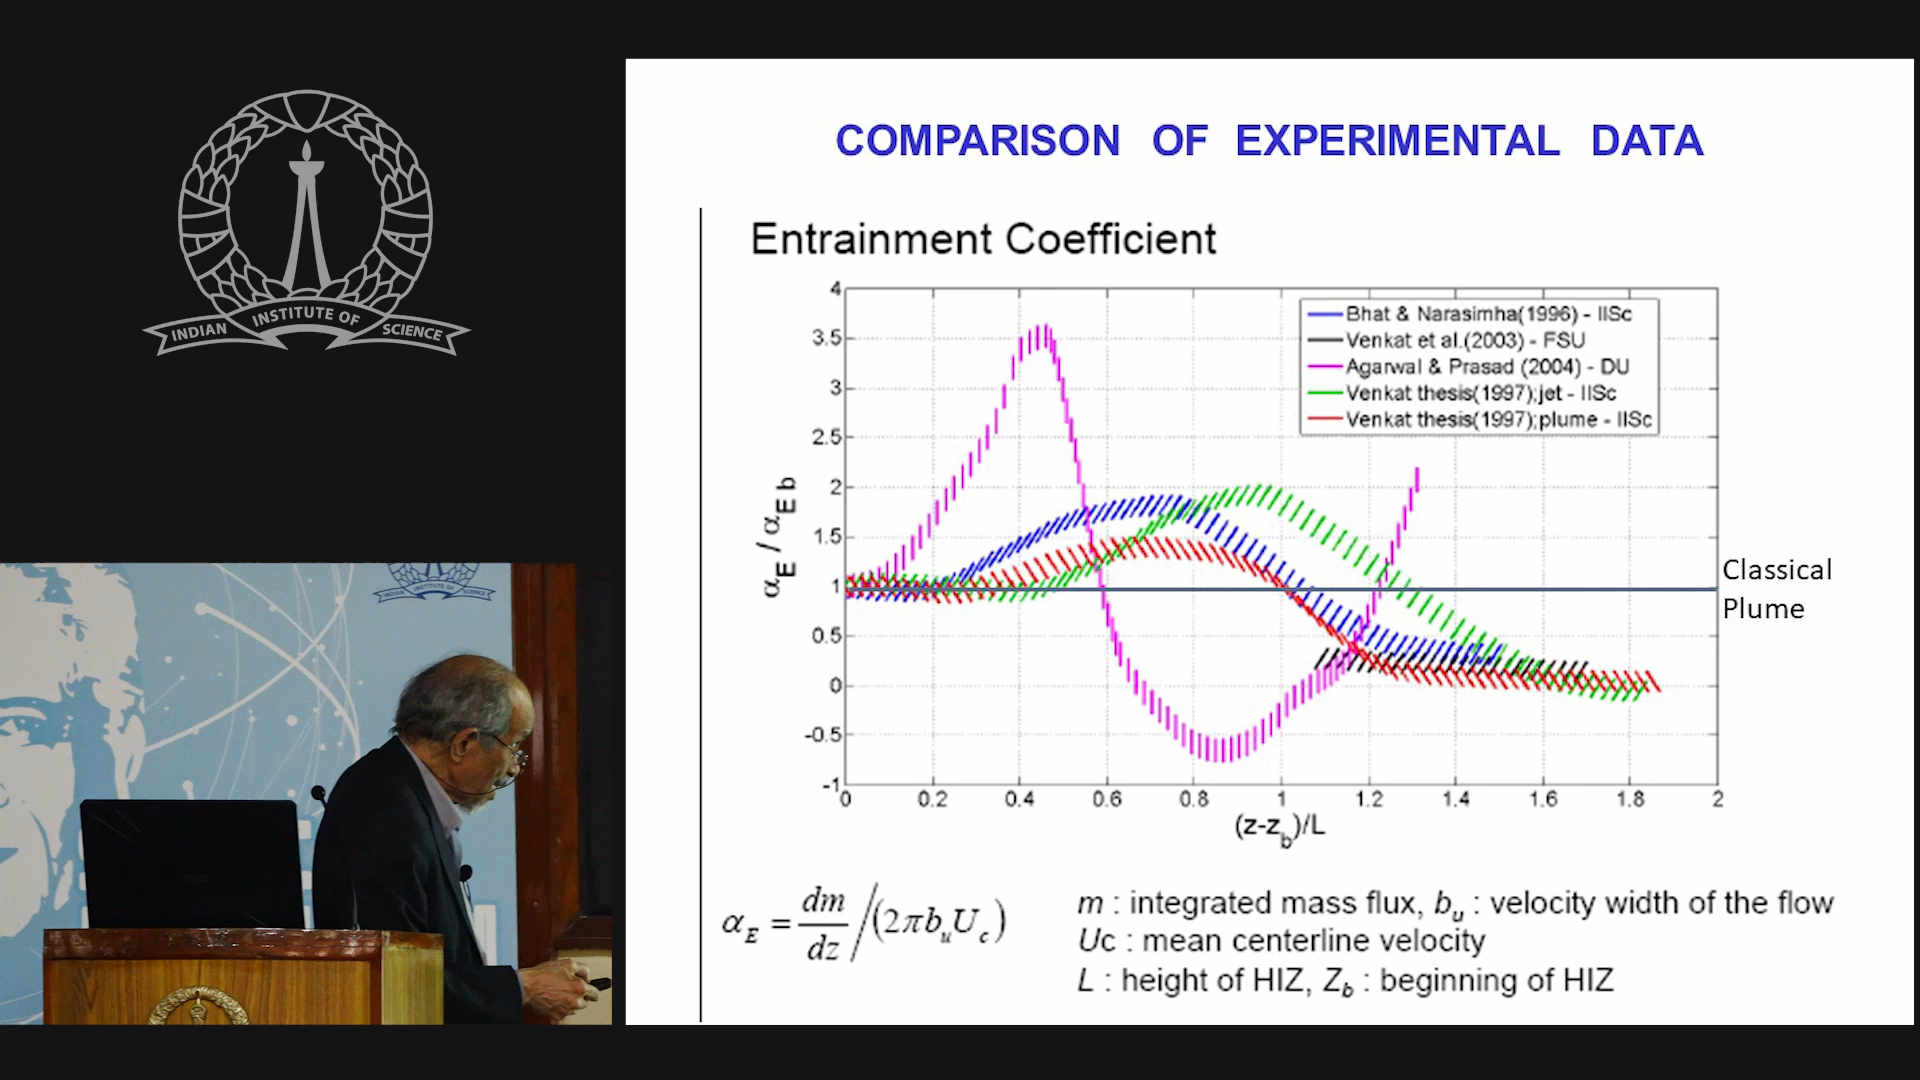 INDIAN INSTITUTE OF SCIENCE
COMPARISON OF EXPERIMENTAL DATA
Entrainment Coefficient
4
3.5
3
2.5
2
1.5
1
0.5
0
-0.5
-1
α_E / α_E b
Bhat & Narasimha(1996) - IISc
Venkat et al.(2003) - FSU
Agarwal & Prasad (2004) - DU
Venkat thesis(1997);jet - IISc
Venkat thesis(1997);plume - IISc
Classical
Plume
0 0.2 0.4 0.6 0.8 1 1.2 1.4 1.6 1.8 2
(z-z_b)/L
α_E = dm/dz / (2πb_u U_c)
m : integrated mass flux, b_u : velocity width of the flow
Uc : mean centerline velocity
L : height of HIZ, Z_b : beginning of HIZ
INSTITUTE OF
SCIENCE